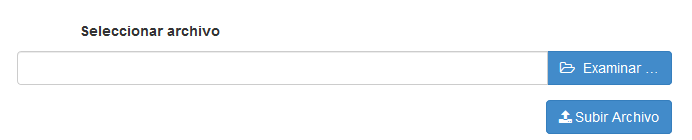 Seleccionar archivo
Examinar ...
Subir Archivo